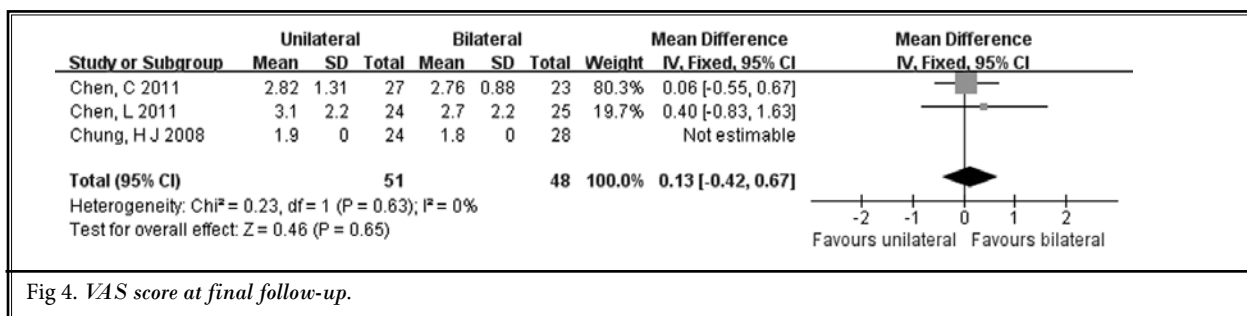 Unilateral Bilateral Mean Difference Mean Difference
Study or Subgroup Mean SD Total Mean SD Total Weight IV, Fixed, 95% CI IV, Fixed, 95% CI
Chen, C 2011 2.82 1.31 27 2.76 0.88 23 80.3% 0.06 [-0.55, 0.67]
Chen, L 2011 3.1 2.2 24 2.7 2.2 25 19.7% 0.40 [-0.83, 1.63]
Chung, H J 2008 1.9 0 24 1.8 0 28 Not estimable
Total (95% CI) 51 48 100.0% 0.13 [-0.42, 0.67]
Heterogeneity: Chi² = 0.23, df = 1 (P = 0.63); I² = 0%
Test for overall effect: Z = 0.46 (P = 0.65)
-2 -1 0 1 2
Favours unilateral Favours bilateral
Fig 4. VAS score at final follow-up.